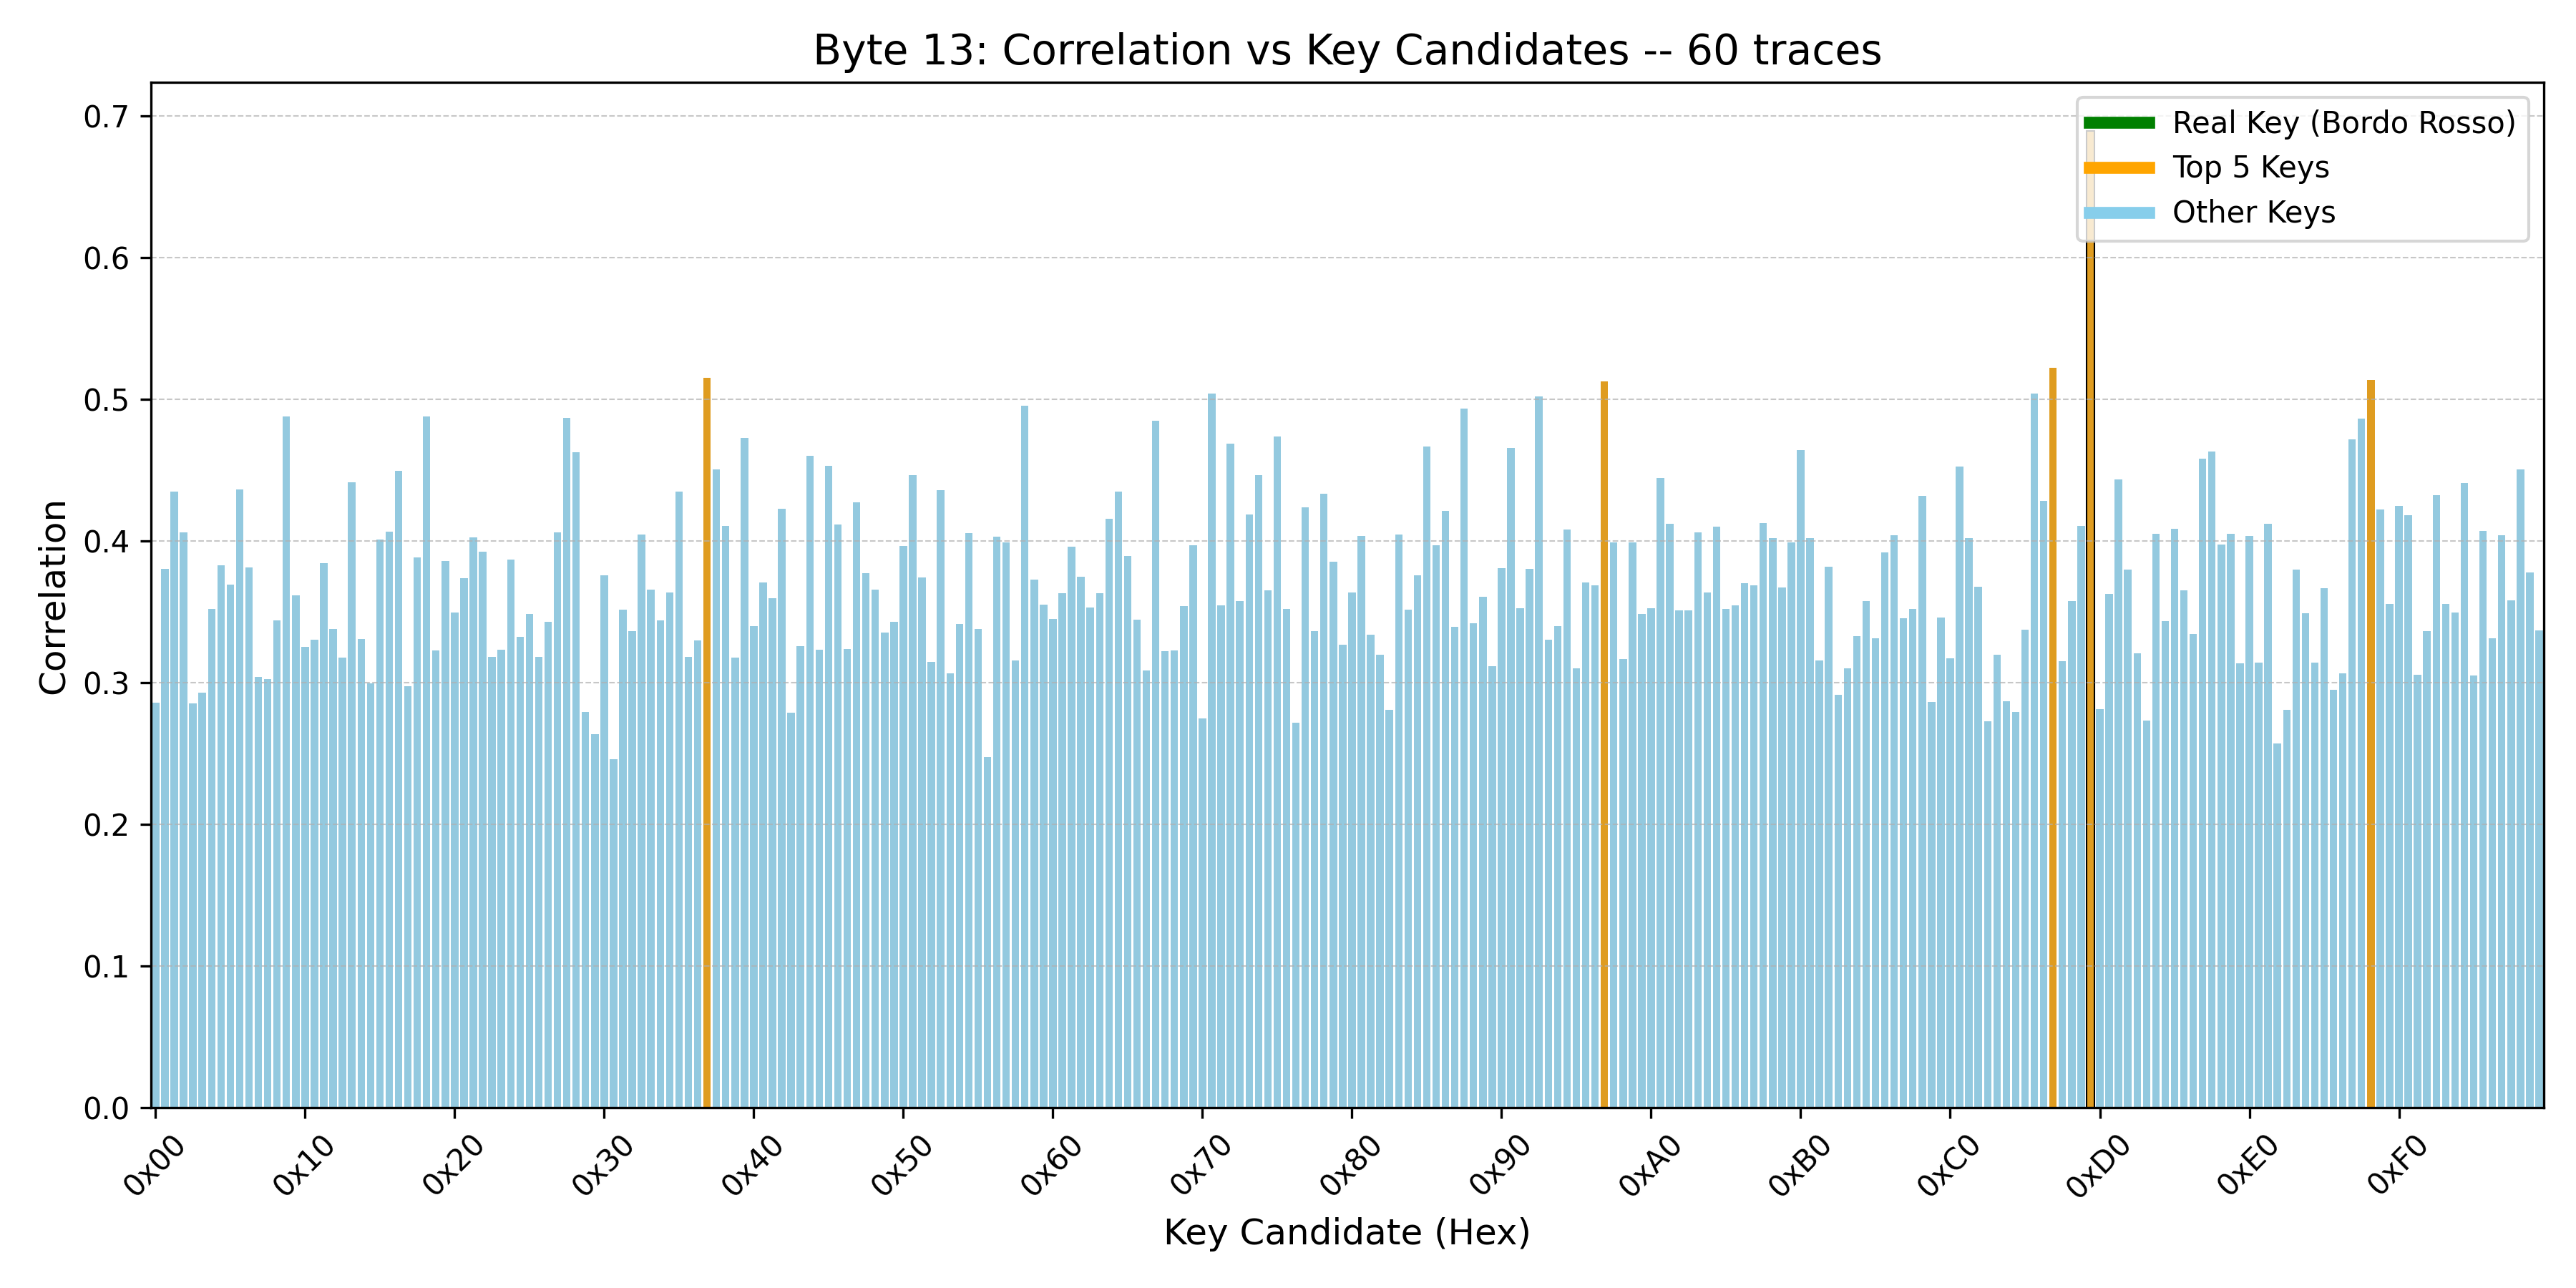 Byte 13: Correlation vs Key Candidates -- 60 traces
Real Key (Bordo Rosso)
Top 5 Keys
Other Keys
Correlation
0.7
0.6
0.5
0.4
0.3
0.2
0.1
0.0
0x00 0x10 0x20 0x30 0x40 0x50 0x60 0x70 0x80 0x90 0xA0 0xB0 0xC0 0xD0 0xE0 0xF0
Key Candidate (Hex)